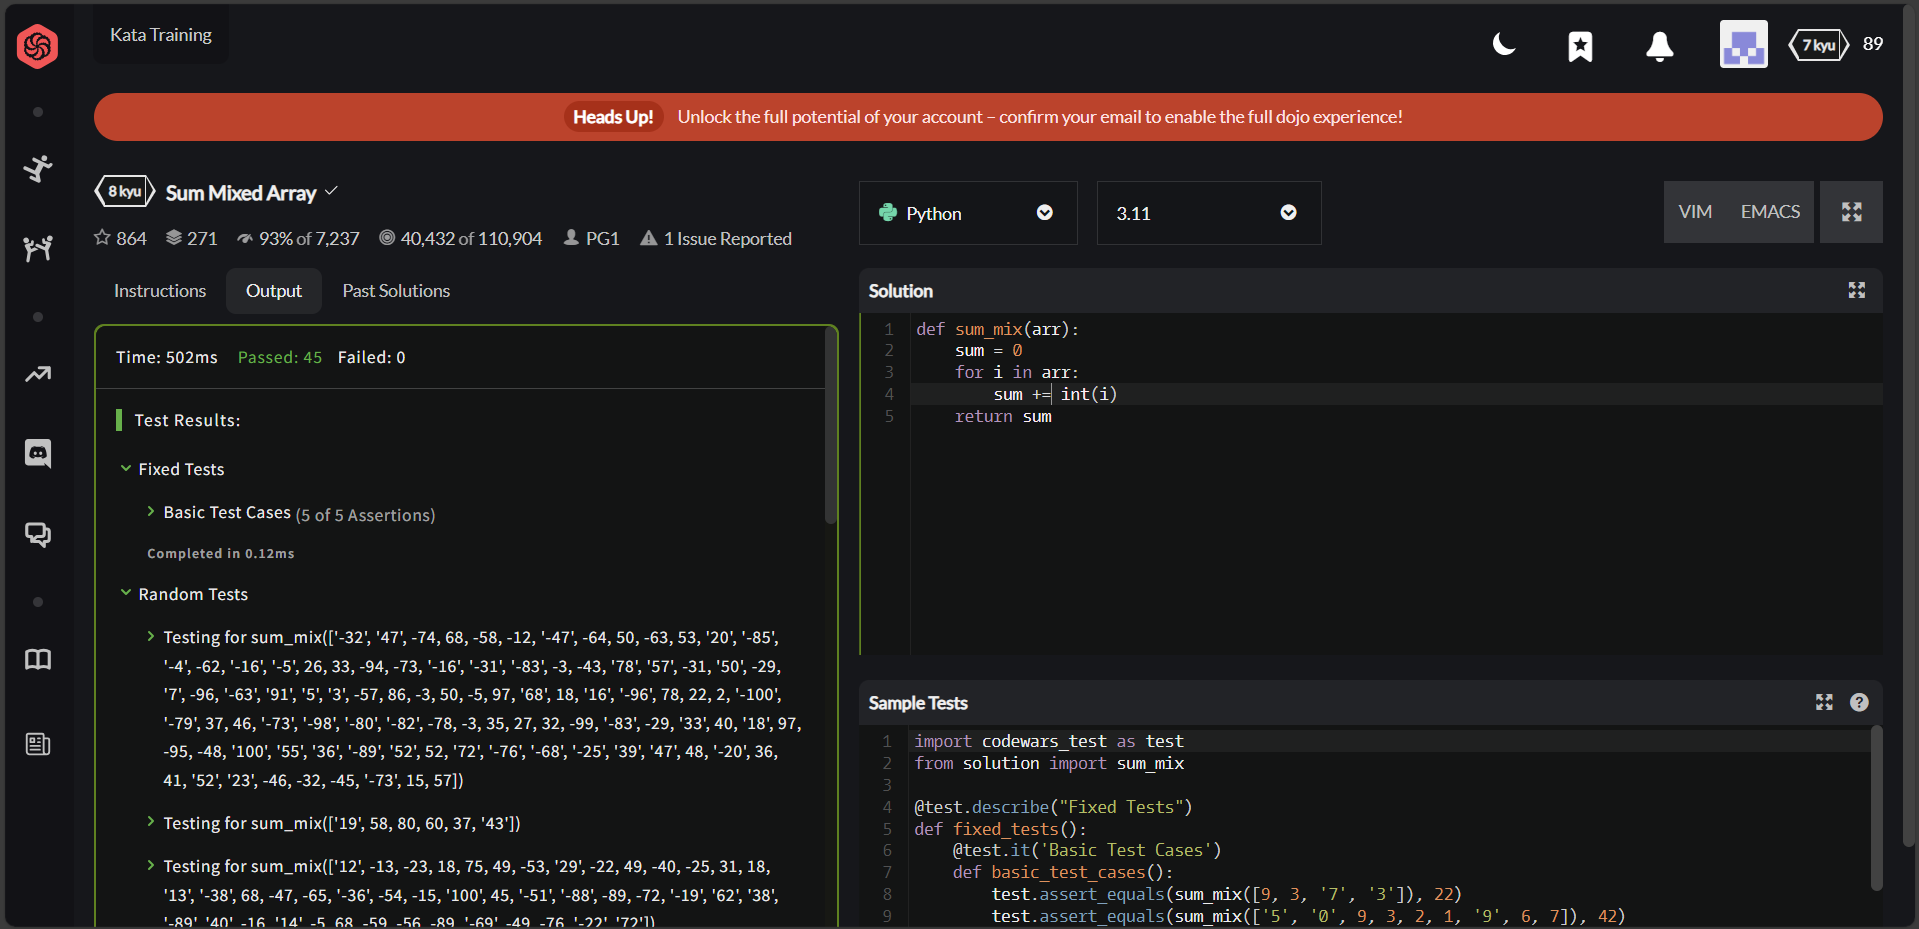 Kata Training
7 kyu 89
Heads Up! Unlock the full potential of your account – confirm your email to enable the full dojo experience!
8 kyu Sum Mixed Array
864 271 93% of 7,237 40,432 of 110,904 PG1 1 Issue Reported
Python 3.11 VIM EMACS
Instructions Output Past Solutions
Time: 502ms Passed: 45 Failed: 0
Test Results:
Fixed Tests
Basic Test Cases (5 of 5 Assertions)
Completed in 0.12ms
Random Tests
Testing for sum_mix(['-32', '47', -74, 68, -58, -12, '-47', -64, 50, -63, 53, '20', '-85',
'-4', -62, '-16', '-5', 26, 33, -94, -73, '-16', '-31', '-83', -3, -43, '78', '57', -31, '50', -29,
'7', -96, '-63', '91', '5', '3', -57, 86, -3, 50, -5, 97, '68', 18, '16', '-96', 78, 22, 2, '-100',
'-79', 37, 46, '-73', '-98', '-80', '-82', -78, -3, 35, 27, 32, -99, '-83', -29, '33', 40, '18', 97,
-95, -48, '100', '55', '36', '-89', '52', 52, '72', '-76', '-68', '-25', '39', '47', 48, '-20', 36,
41, '52', '23', -46, -32, -45, '-73', 15, 57])
Testing for sum_mix(['19', 58, 80, 60, 37, '43'])
Testing for sum_mix(['12', -13, -23, 18, 75, 49, -53, '29', -22, 49, -40, -25, 31, 18,
'13', '-38', 68, -47, -65, '-36', -54, -15, '100', 45, '-51', '-88', -89, -72, '-19', '62', '38',
'-89', '40', -16, '14', -5, 68, -59, -56, -89, '-69', -49, -76, '-22', '72'])
Solution
1 def sum_mix(arr):
2     sum = 0
3     for i in arr:
4         sum += int(i)
5     return sum
Sample Tests
1 import codewars_test as test
2 from solution import sum_mix
3
4 @test.describe("Fixed Tests")
5 def fixed_tests():
6     @test.it('Basic Test Cases')
7     def basic_test_cases():
8         test.assert_equals(sum_mix([9, 3, '7', '3']), 22)
9         test.assert_equals(sum_mix(['5', '0', 9, 3, 2, 1, '9', 6, 7]), 42)